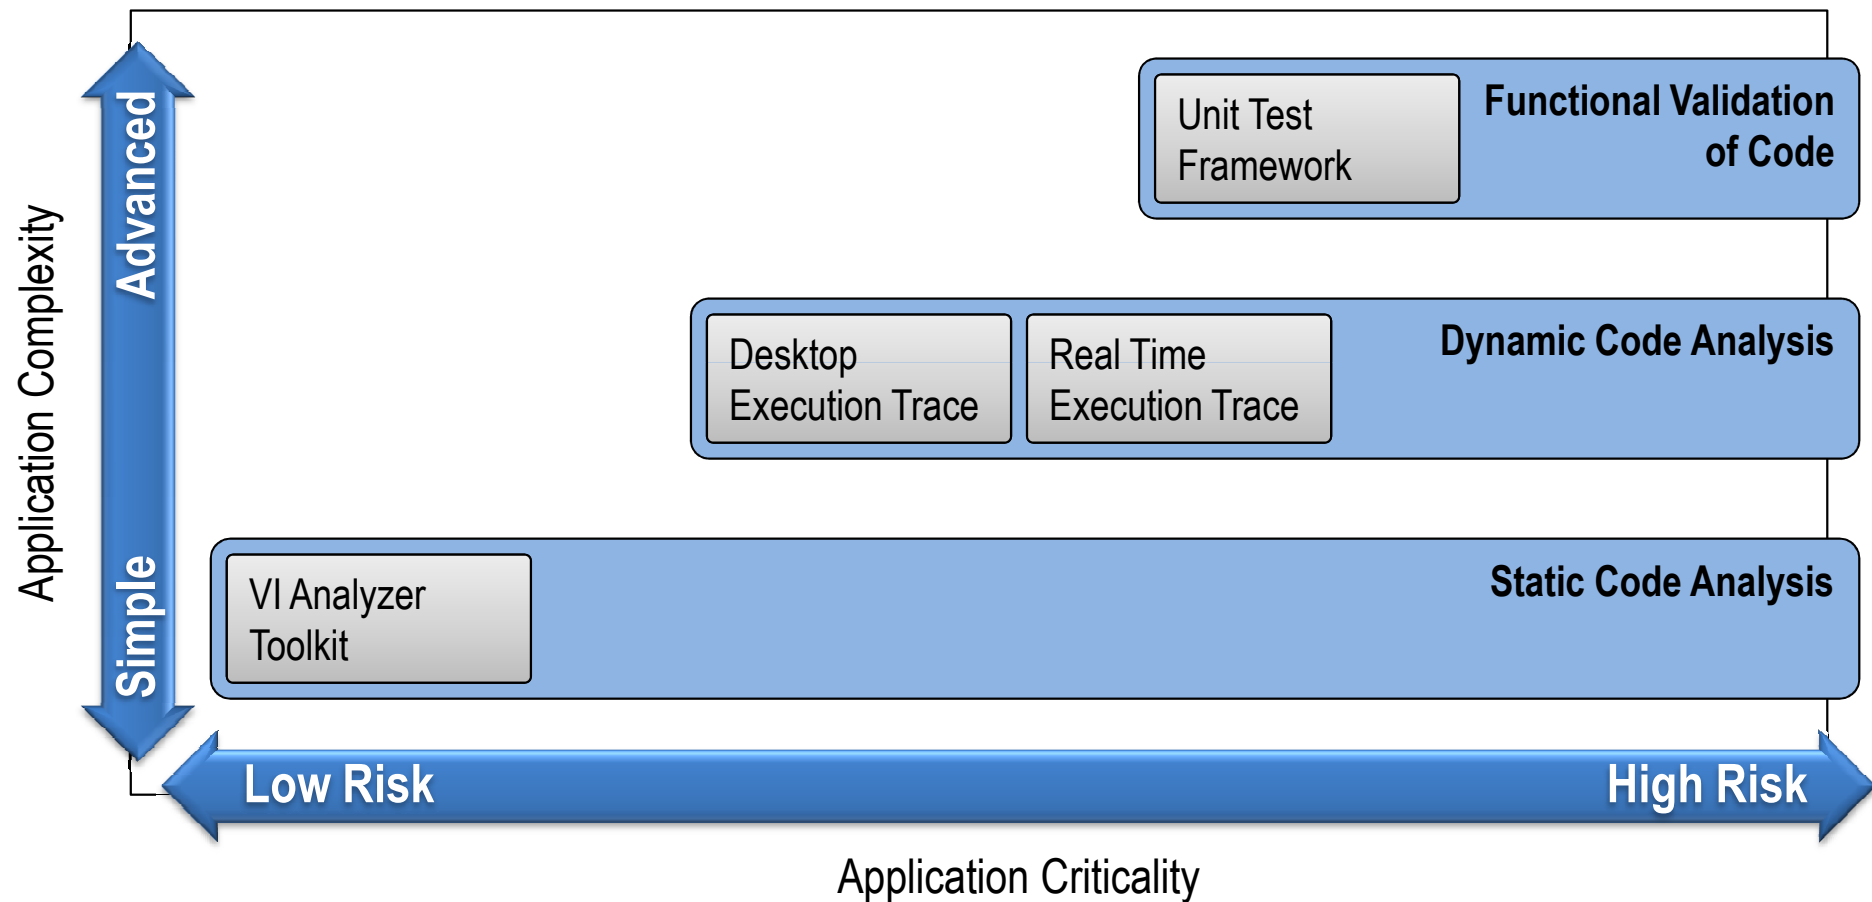 Application Complexity
Advanced
Simple
Unit Test
Framework
Functional Validation
of Code
Desktop
Execution Trace
Real Time
Execution Trace
Dynamic Code Analysis
VI Analyzer
Toolkit
Static Code Analysis
Low Risk
High Risk
Application Criticality